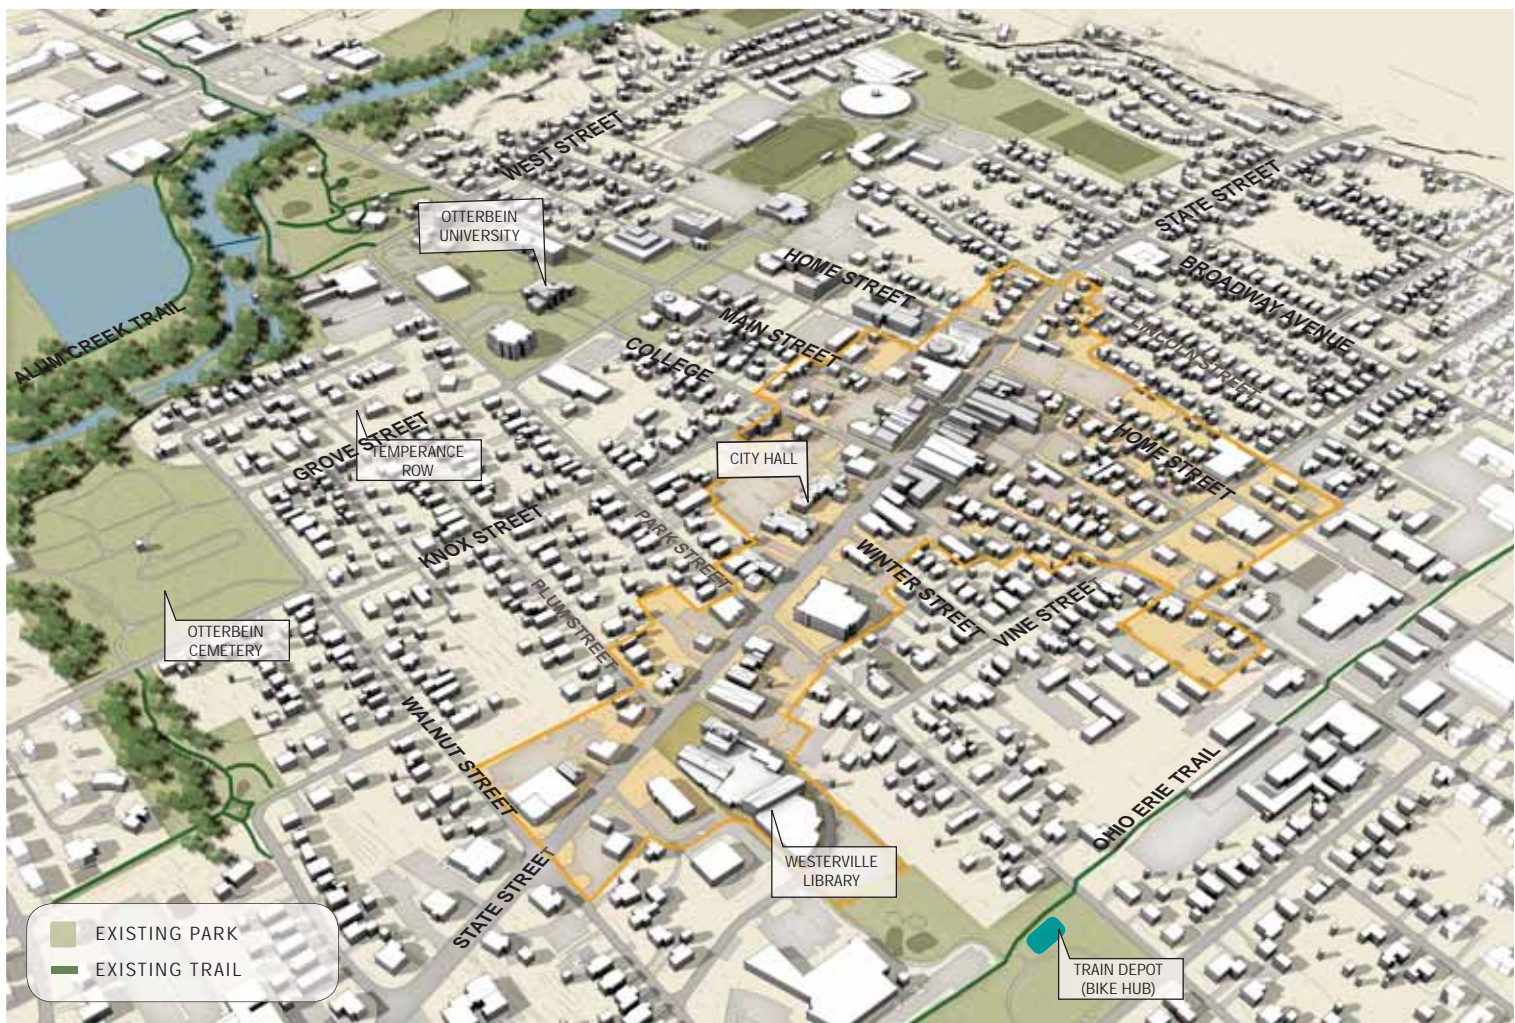 WEST STREET
STATE STREET
OTTERBEIN
UNIVERSITY
HOME STREET
BROADWAY AVENUE
ALUM CREEK TRAIL
MAIN STREET
LINCOLN STREET
COLLEGE
GROVE STREET
TEMPERANCE
ROW
CITY HALL
HOME STREET
KNOX STREET
PARK STREET
WINTER STREET
PLUM STREET
VINE STREET
OTTERBEIN
CEMETERY
WALNUT STREET
OHIO ERIE TRAIL
WESTERVILLE
LIBRARY
STATE STREET
EXISTING PARK
EXISTING TRAIL
TRAIN DEPOT
(BIKE HUB)